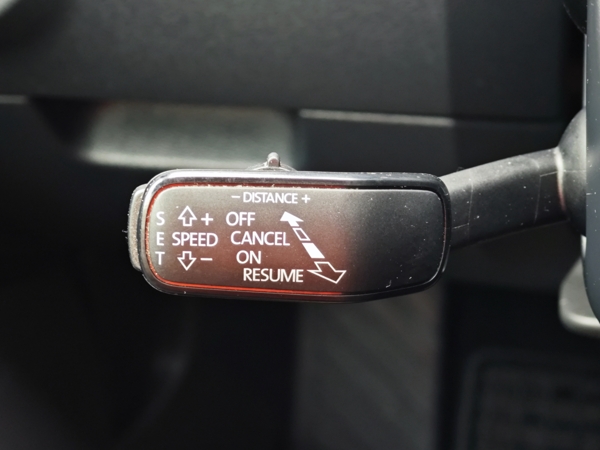 − DISTANCE +
S + OFF
E SPEED CANCEL
T − ON
RESUME